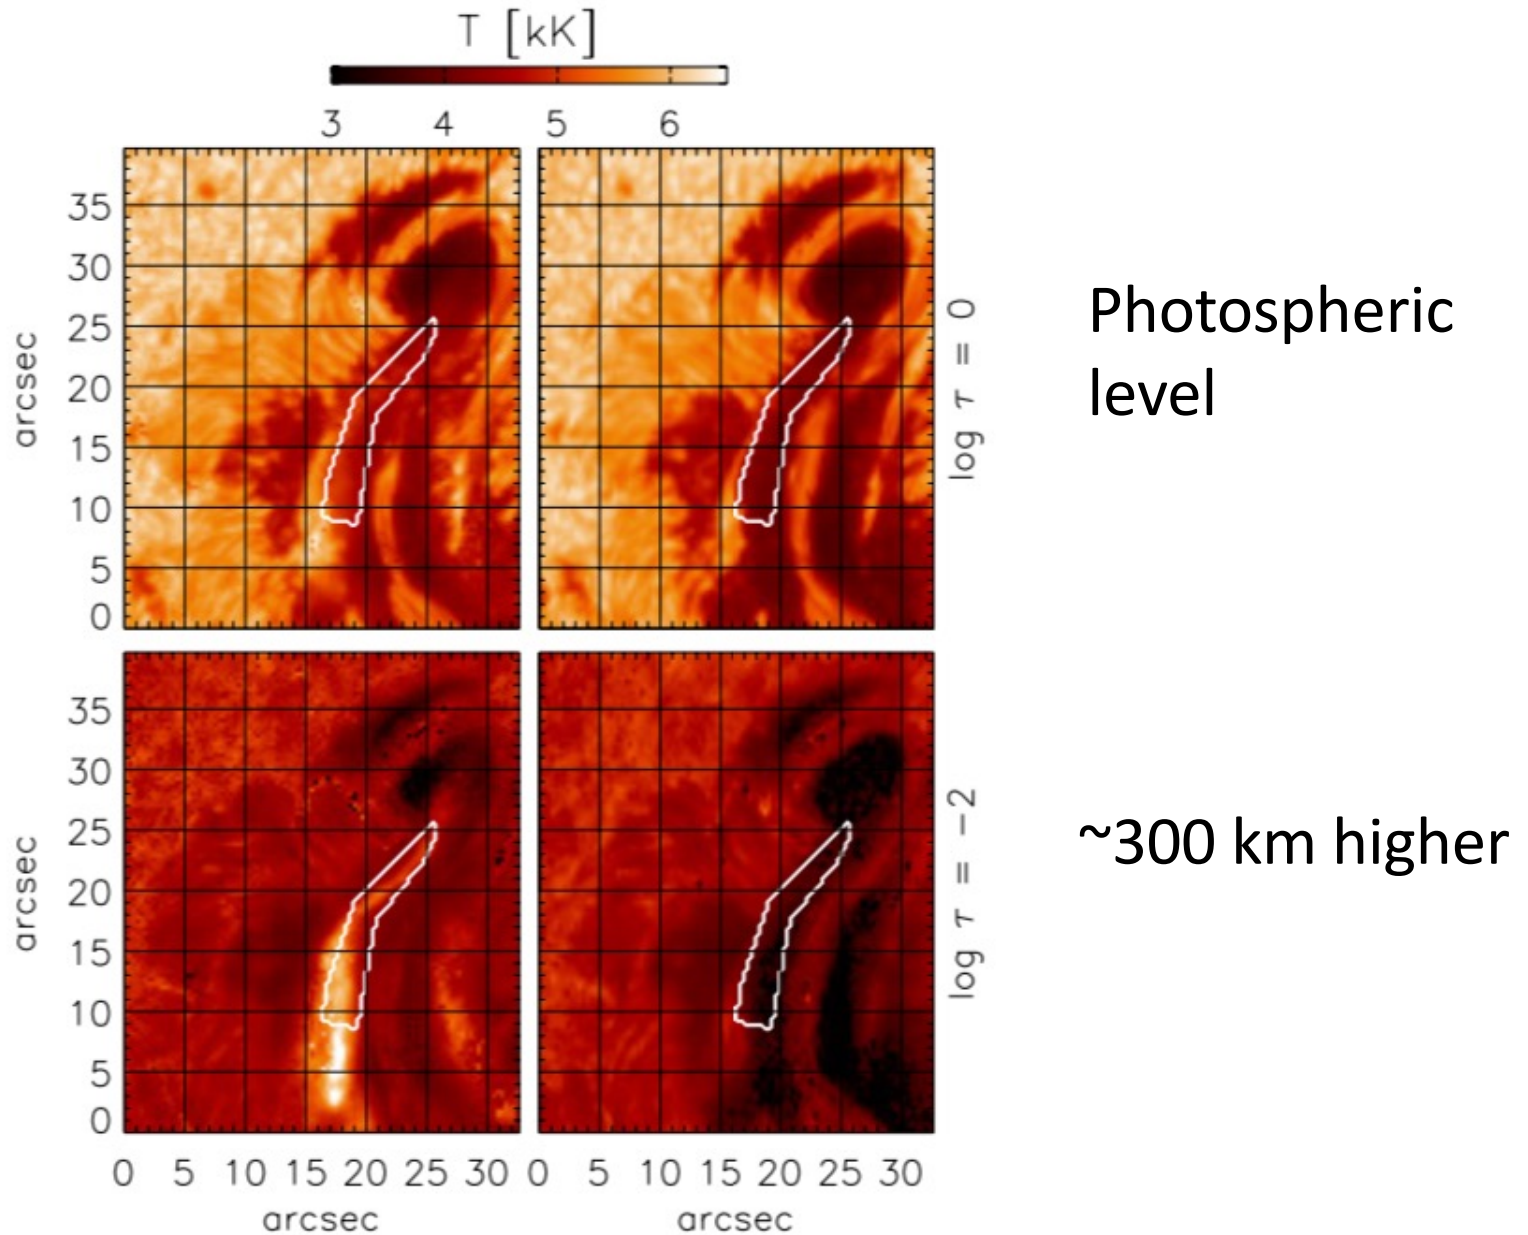 T [kK]
3 4 5 6
35
30
25
20
15
10
5
0
arcsec
log τ = 0
Photospheric
level
35
30
25
20
15
10
5
0
arcsec
log τ = −2
~300 km higher
0 5 10 15 20 25 30 0 5 10 15 20 25 30
arcsec arcsec